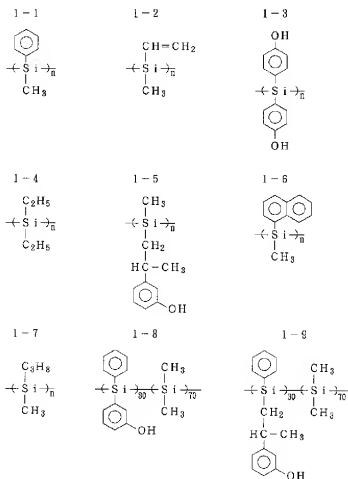 1-1
Si
n
CH3
1-2
CH=CH2
Si
n
CH3
1-3
OH
Si
n
OH
1-4
C2H5
Si
n
C2H5
1-5
CH3
Si
n
CH2
HC-CH3
OH
1-6
Si
n
CH3
1-7
C3H8
Si
n
CH3
1-8
Si
30
OH
CH3
Si
70
CH3
1-9
Si
30
CH2
HC-CH3
OH
CH3
Si
70
CH3